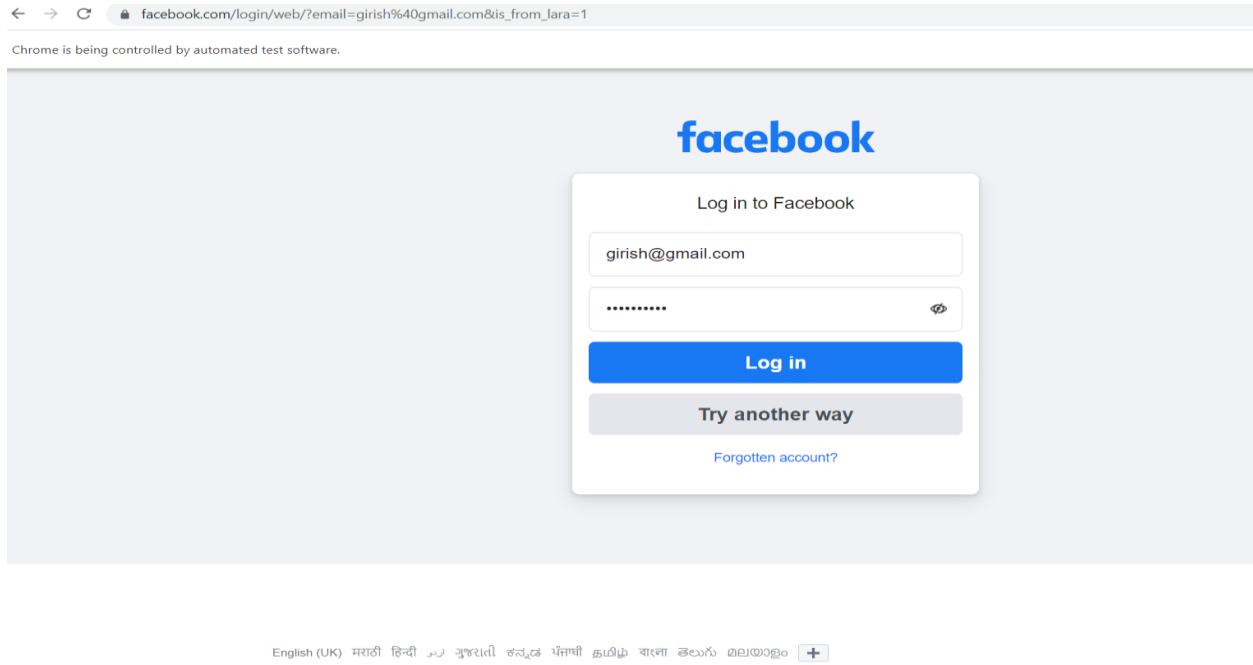 facebook.com/login/web/?email=girish%40gmail.com&is_from_lara=1
Chrome is being controlled by automated test software.
facebook
Log in to Facebook
girish@gmail.com
••••••••••
Log in
Try another way
Forgotten account?
English (UK) मराठी हिन्दी اردو ગુજરાતી ಕನ್ನಡ ਪੰਜਾਬੀ தமிழ் বাংলা తెలుగు മലയാളം +